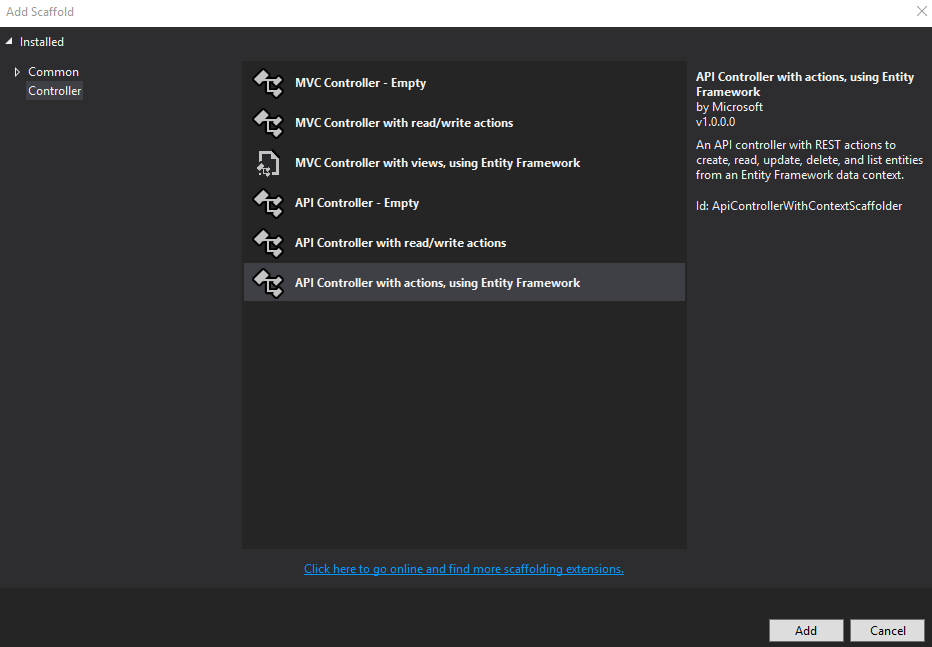 Add Scaffold
Installed
Common
Controller
MVC Controller - Empty
MVC Controller with read/write actions
MVC Controller with views, using Entity Framework
API Controller - Empty
API Controller with read/write actions
API Controller with actions, using Entity Framework
API Controller with actions, using Entity
Framework
by Microsoft
v1.0.0.0
An API controller with REST actions to
create, read, update, delete, and list entities
from an Entity Framework data context.
Id: ApiControllerWithContextScaffolder
Click here to go online and find more scaffolding extensions.
Add
Cancel